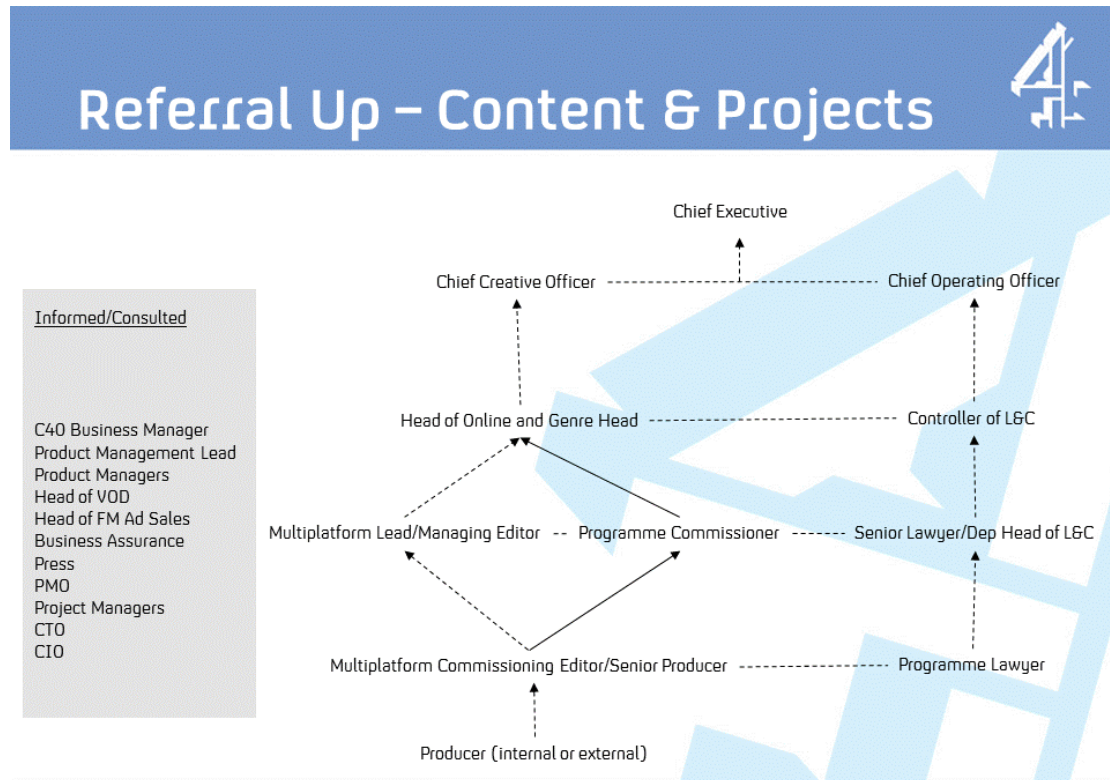 Referral Up – Content & Projects
Informed/Consulted
C4O Business Manager
Product Management Lead
Product Managers
Head of VOD
Head of FM Ad Sales
Business Assurance
Press
PMO
Project Managers
CTO
CIO
Chief Executive
Chief Creative Officer
Chief Operating Officer
Head of Online and Genre Head
Controller of L&C
Multiplatform Lead/Managing Editor
Programme Commissioner
Senior Lawyer/Dep Head of L&C
Multiplatform Commissioning Editor/Senior Producer
Programme Lawyer
Producer (internal or external)